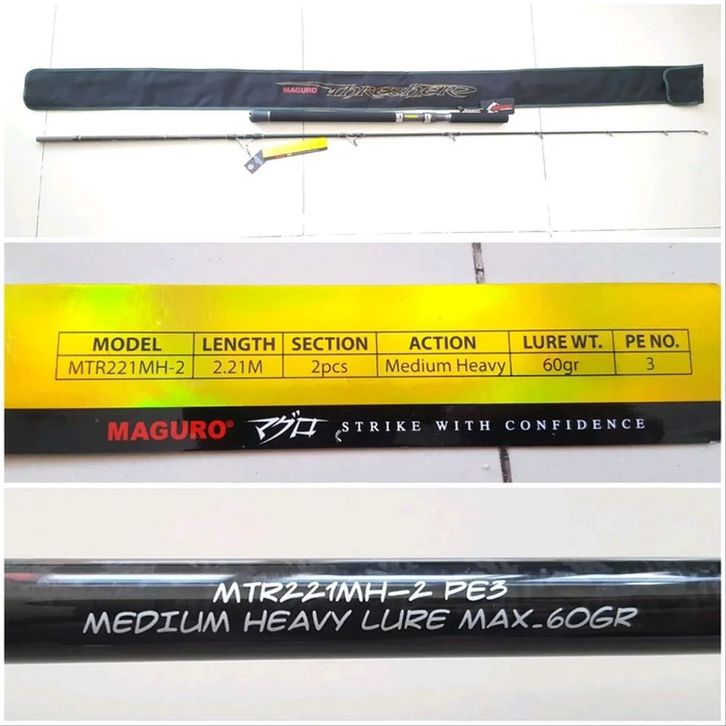 MAGURO Thresher
MODEL LENGTH SECTION ACTION LURE WT. PE NO.
MTR221MH-2 2.21M 2pcs Medium Heavy 60gr 3
MAGURO® マグロ STRIKE WITH CONFIDENCE
MTR221MH-2 PE3
MEDIUM HEAVY LURE MAX.60GR